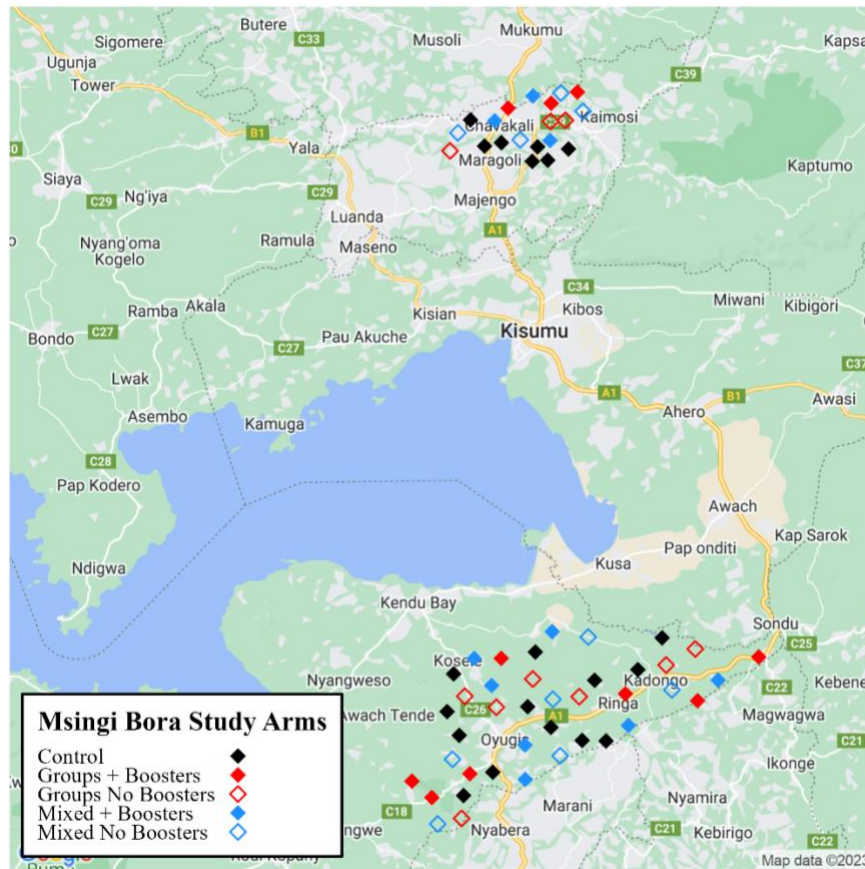 Butere
Sigomere
C33
Musoli
Mukumu
Ugunja
Kapsa
Tower
C39
Chavakali
Kaimosi
B1
Yala
Maragoli
Kaptumo
Siaya
C29
Ng'iya
C29
Majengo
Luanda
Nyang'oma
Kogelo
Ramula
Maseno
A1
C34
Ramba
Akala
Kisian
Kibos
Miwani
Kibigori
Bondo
C27
Pau Akuche
Kisumu
C27
C37
Lwak
A1
B1
Awasi
Asembo
Kamuga
Ahero
C28
Pap Kodero
Awach
Ndigwa
Kusa
Pap onditi
Kap Sarok
Kendu Bay
Sondu
C25
Kosele
Nyangweso
Kadongo
Kebene
C22
Ringa
Awach Tende
C26
A1
Magwagwa
Oyugis
C21
Ikonge
C18
Marani
Nyamira
Nyabera
C21
Kebirigo
C22
Msingi Bora Study Arms
Control
Groups + Boosters
Groups No Boosters
Mixed + Boosters
Mixed No Boosters
Map data ©2023